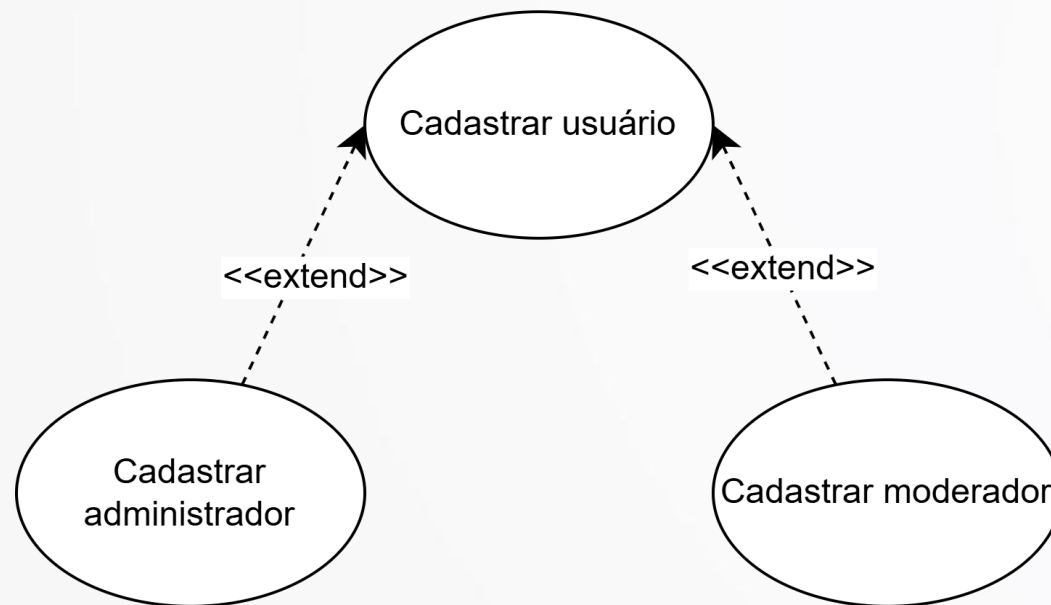 Cadastrar usuário
<<extend>>
<<extend>>
Cadastrar
administrador
Cadastrar moderador